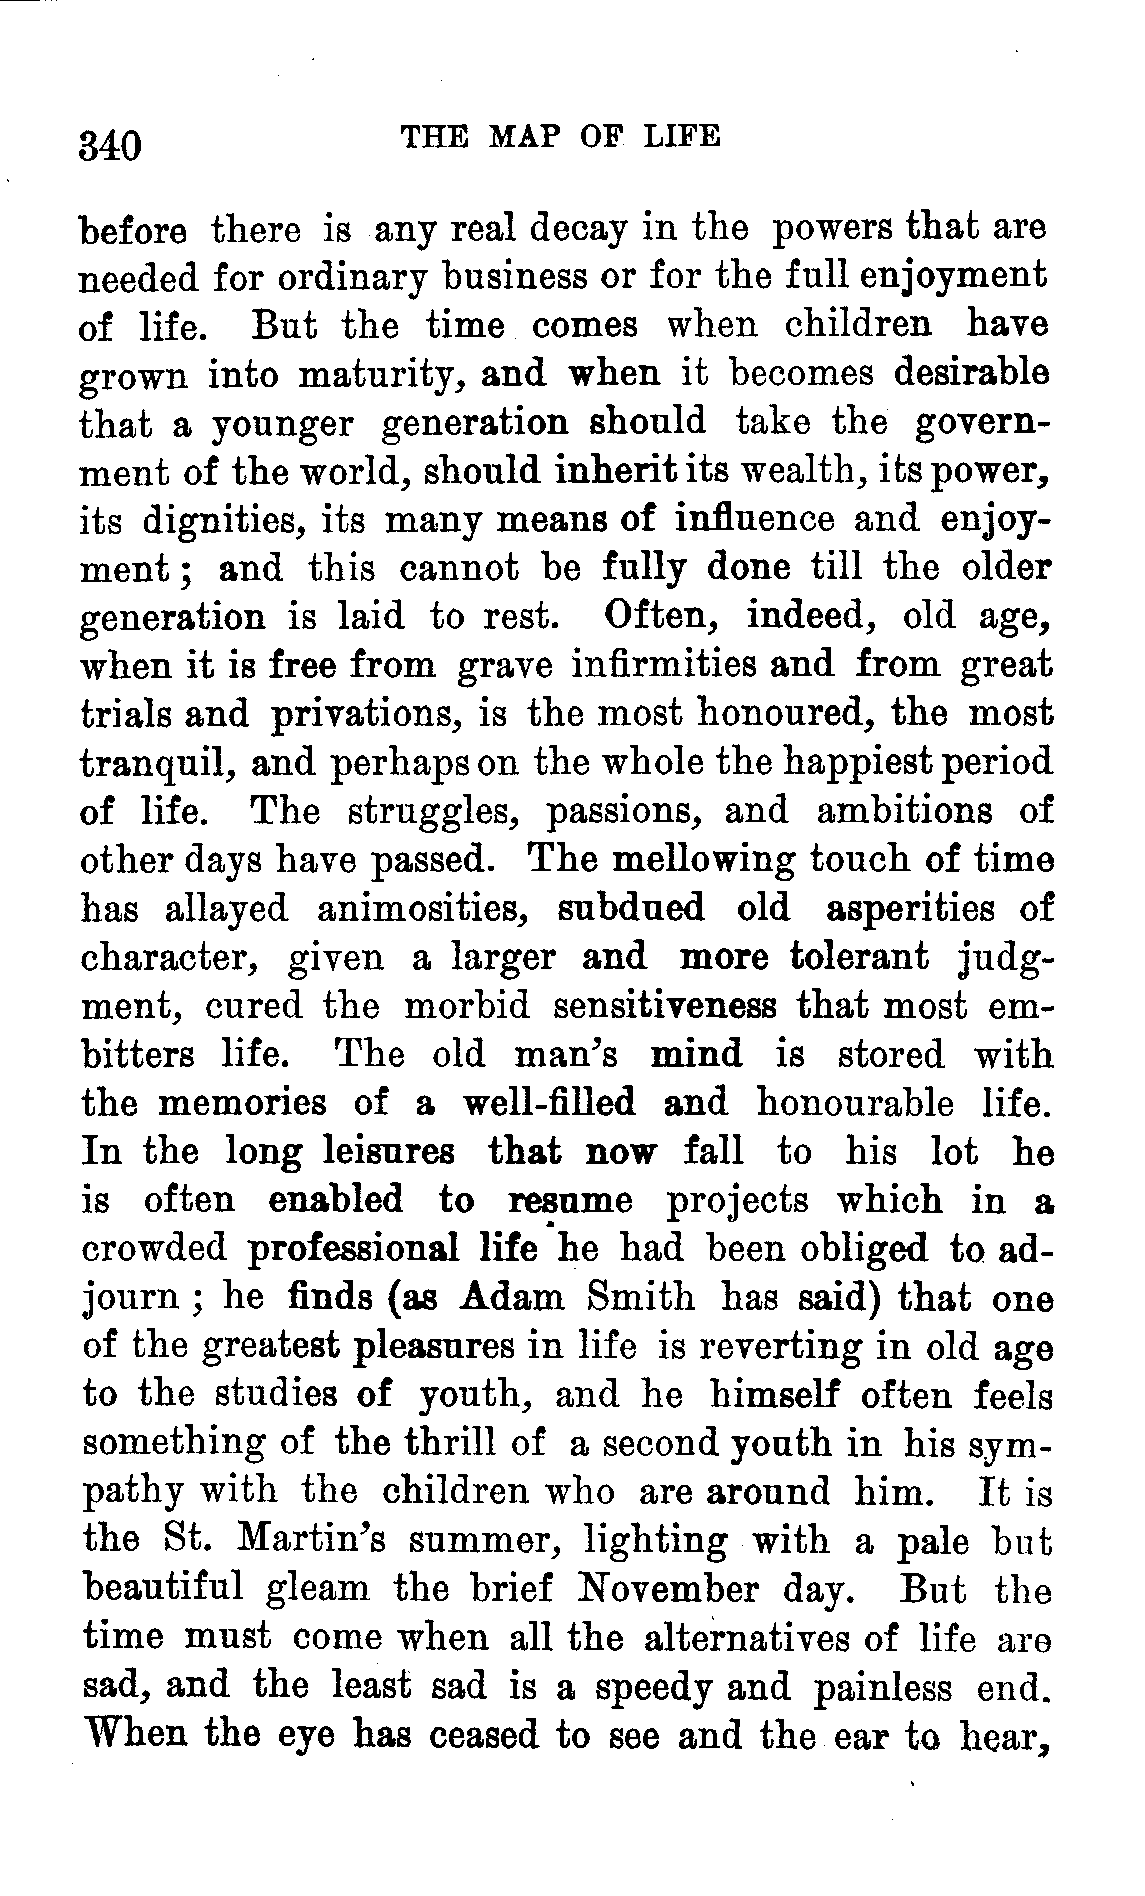 340 THE MAP OF LIFE
before there is any real decay in the powers that are
needed for ordinary business or for the full enjoyment
of life. But the time comes when children have
grown into maturity, and when it becomes desirable
that a younger generation should take the govern-
ment of the world, should inherit its wealth, its power,
its dignities, its many means of influence and enjoy-
ment ; and this cannot be fully done till the older
generation is laid to rest. Often, indeed, old age,
when it is free from grave infirmities and from great
trials and privations, is the most honoured, the most
tranquil, and perhaps on the whole the happiest period
of life. The struggles, passions, and ambitions of
other days have passed. The mellowing touch of time
has allayed animosities, subdued old asperities of
character, given a larger and more tolerant judg-
ment, cured the morbid sensitiveness that most em-
bitters life. The old man's mind is stored with
the memories of a well-filled and honourable life.
In the long leisures that now fall to his lot he
is often enabled to resume projects which in a
crowded professional life he had been obliged to ad-
journ ; he finds (as Adam Smith has said) that one
of the greatest pleasures in life is reverting in old age
to the studies of youth, and he himself often feels
something of the thrill of a second youth in his sym-
pathy with the children who are around him. It is
the St. Martin's summer, lighting with a pale but
beautiful gleam the brief November day. But the
time must come when all the alternatives of life are
sad, and the least sad is a speedy and painless end.
When the eye has ceased to see and the ear to hear,